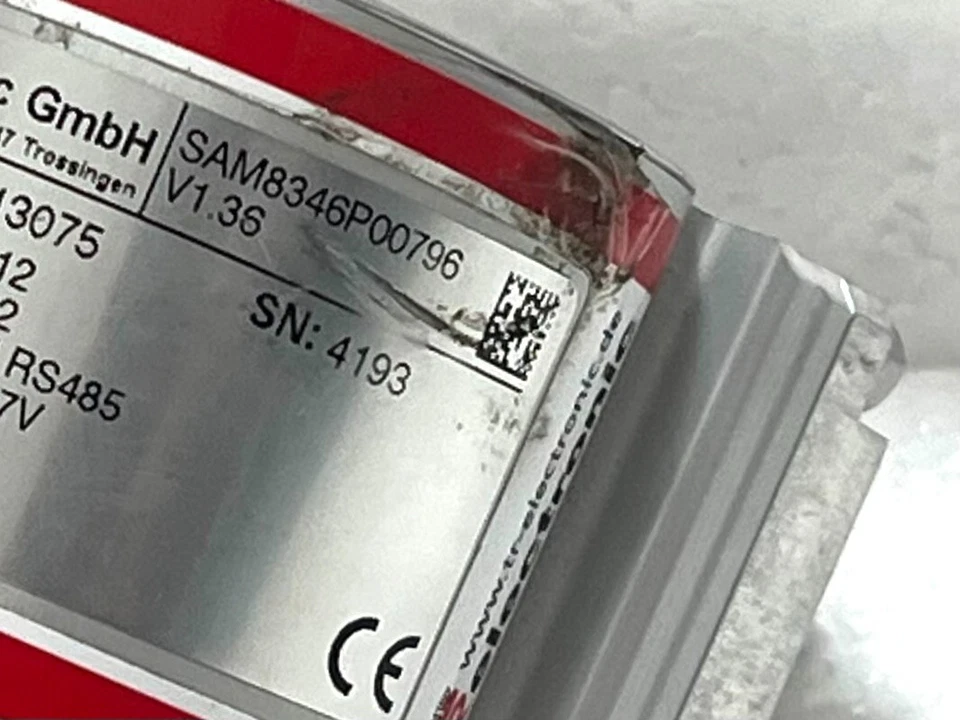 c GmbH
7 Trossingen
SAM8346P00796
V1.36
13075
12
2
SN: 4193
RS485
7V
CE
www.tr-electronic.de